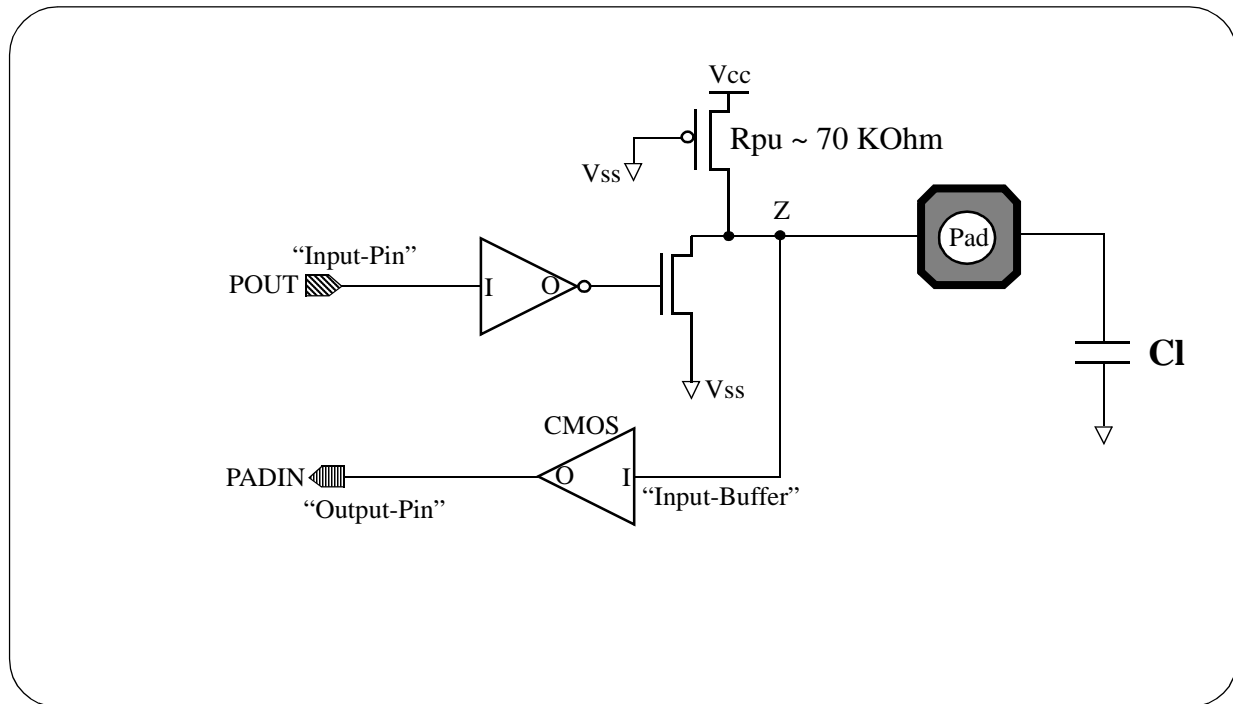 Vcc
Rpu ~ 70 KOhm
Vss
Z
Pad
“Input-Pin”
POUT
I
O
Cl
Vss
CMOS
PADIN
O
I
“Input-Buffer”
“Output-Pin”